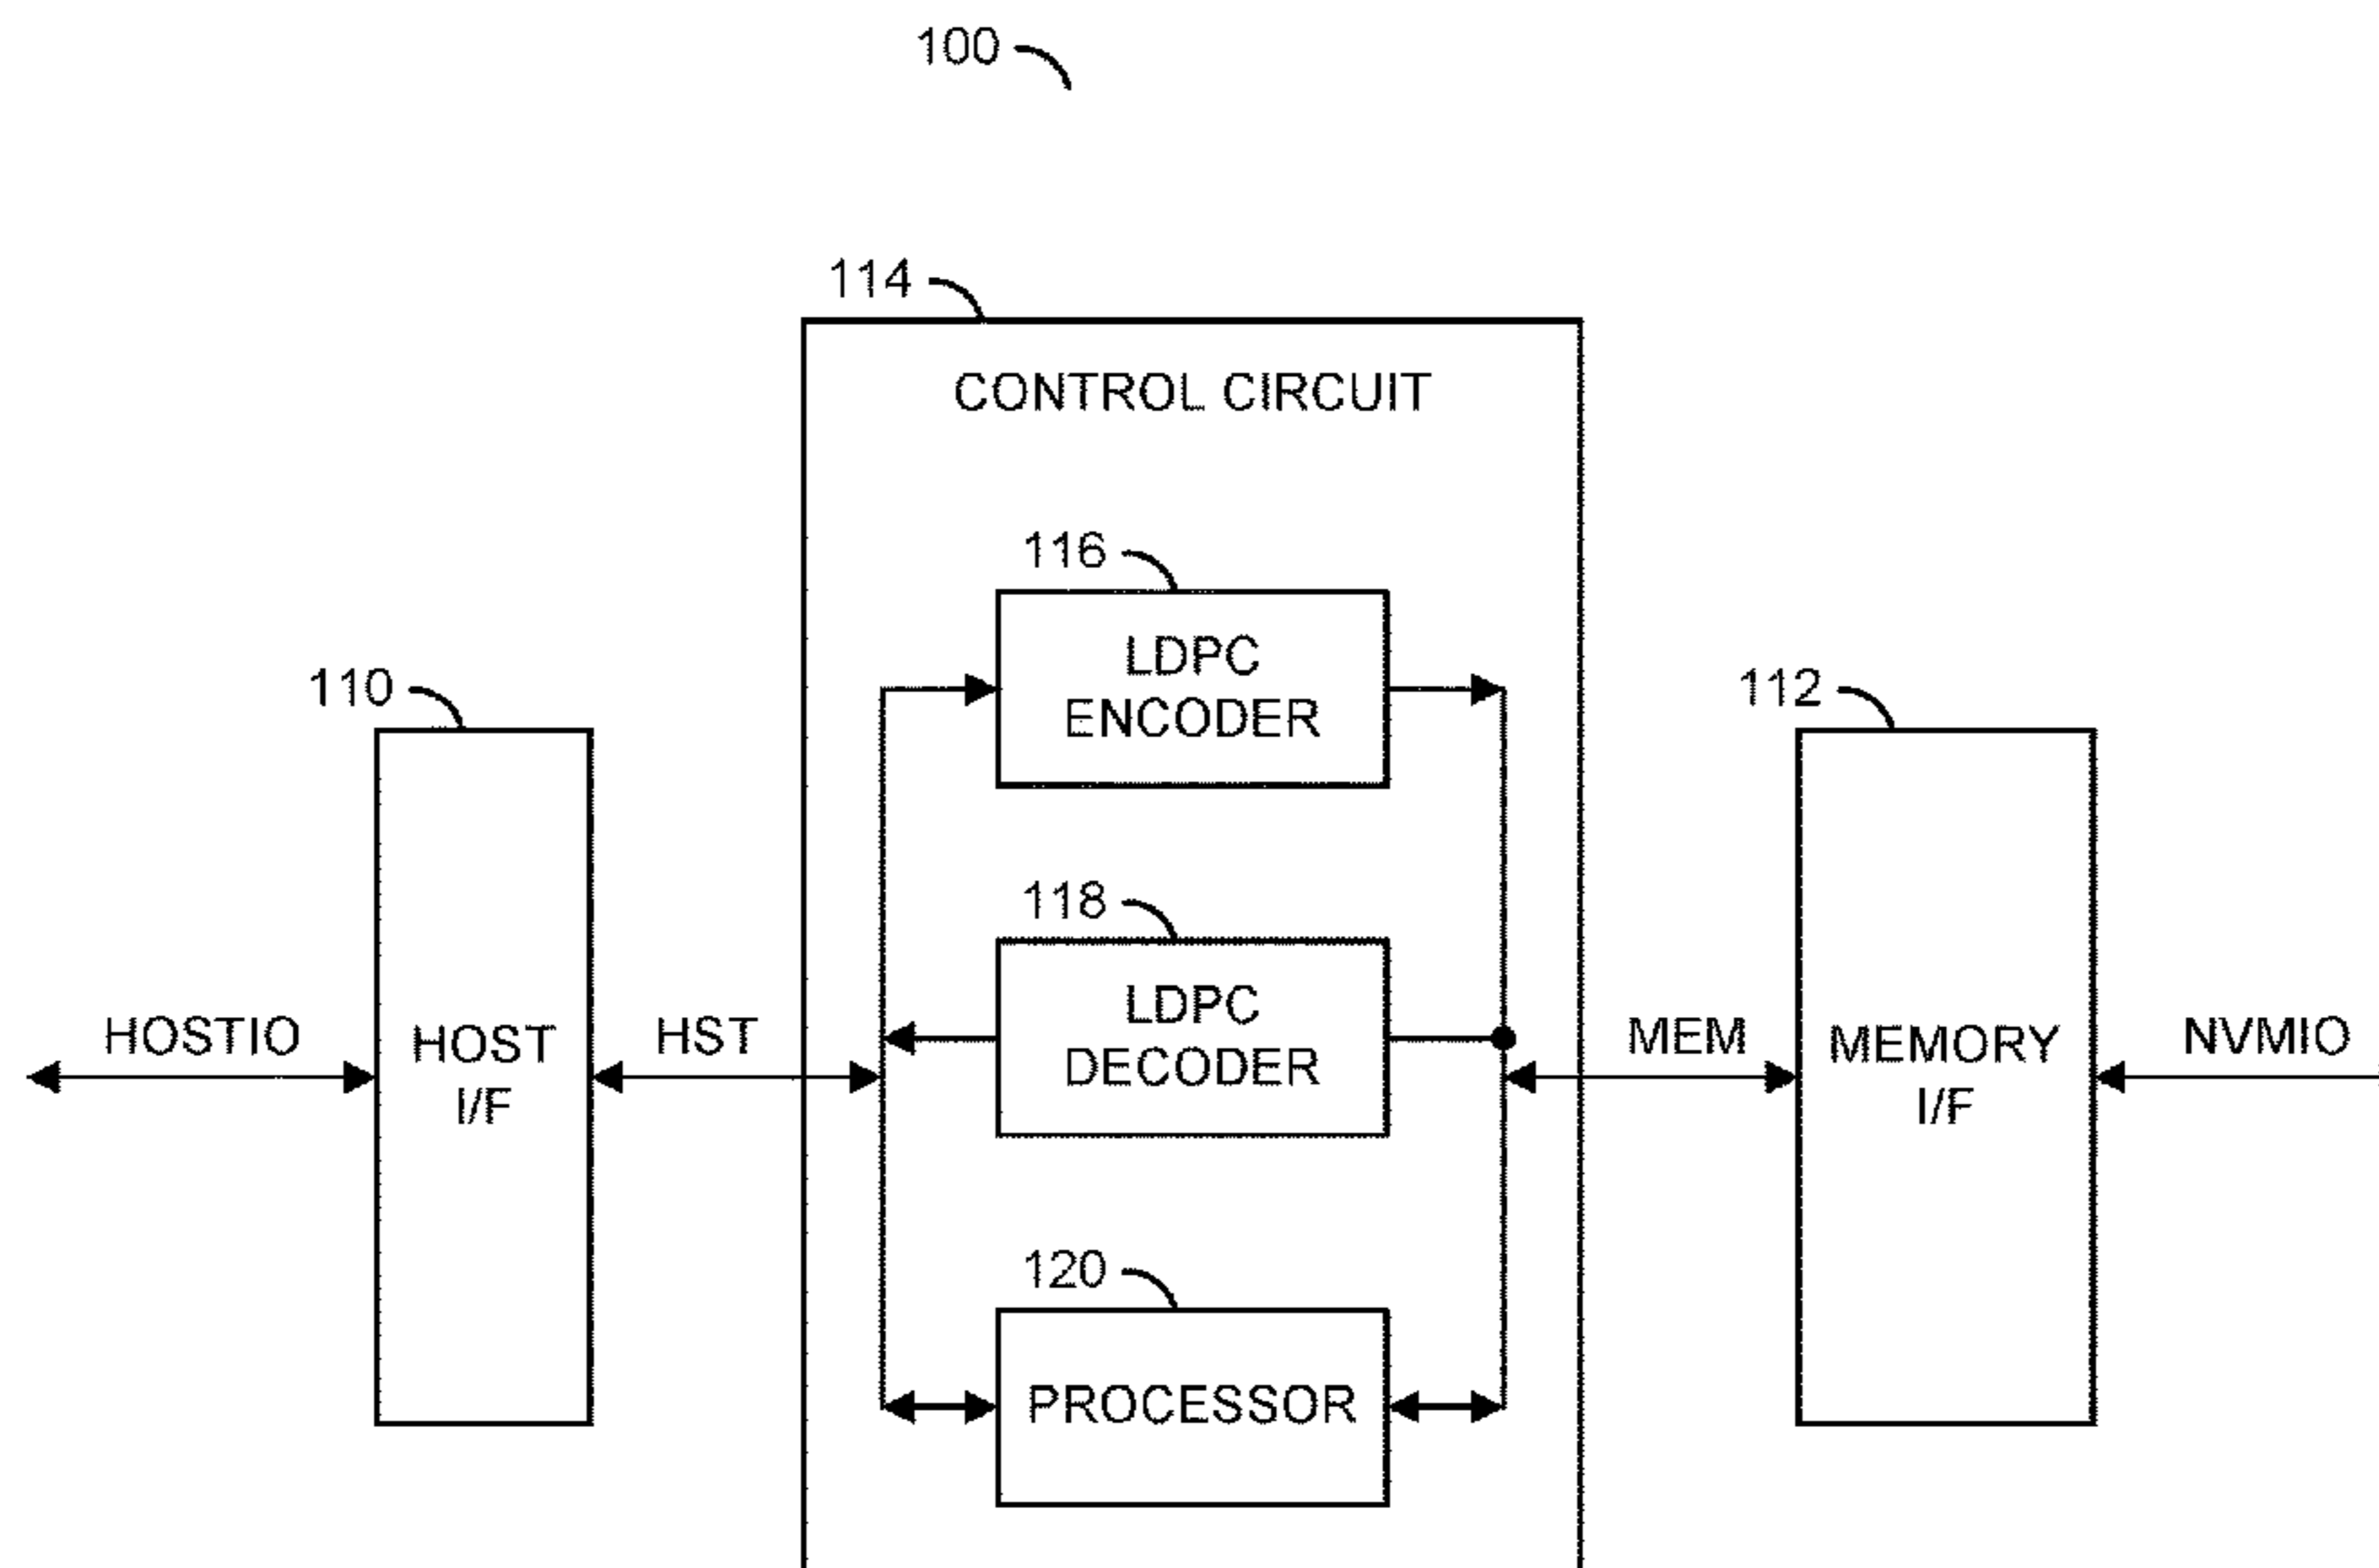 100
114
CONTROL CIRCUIT
116
LDPC
ENCODER
110
112
118
LDPC
DECODER
HOSTIO
HOST
I/F
HST
MEM
MEMORY
I/F
NVMIO
120
PROCESSOR